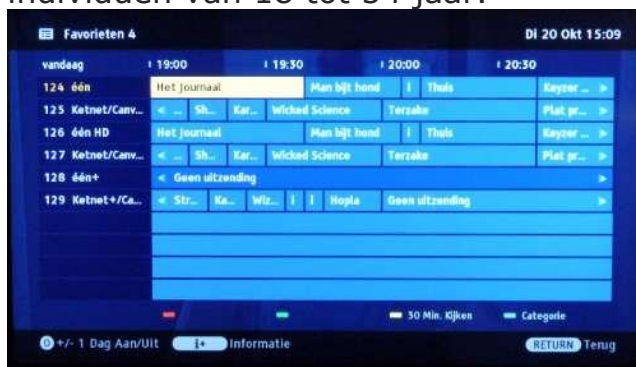 individuen van 18 tot 54 jaar.
Favorieten 4 Di 20 Okt 15:09
vandaag 19:00 19:30 20:00 20:30
124 één Het Journaal Man bijt hond I Thuis Keyzer ...
125 Ketnet/Canv... < ... Sh... Kar... Wicked Science Terzake Plat pr...
126 één HD Het Journaal Man bijt hond I Thuis Keyzer ...
127 Ketnet/Canv... < ... Sh... Kar... Wicked Science Terzake Plat pr...
128 één+ < Geen uitzending
129 Ketnet+/Ca... < Str... Ka... Wiz... I I Hopla Geen uitzending
30 Min. Kijken Categorie
+/- 1 Dag Aan/Uit i+ Informatie RETURN Terug